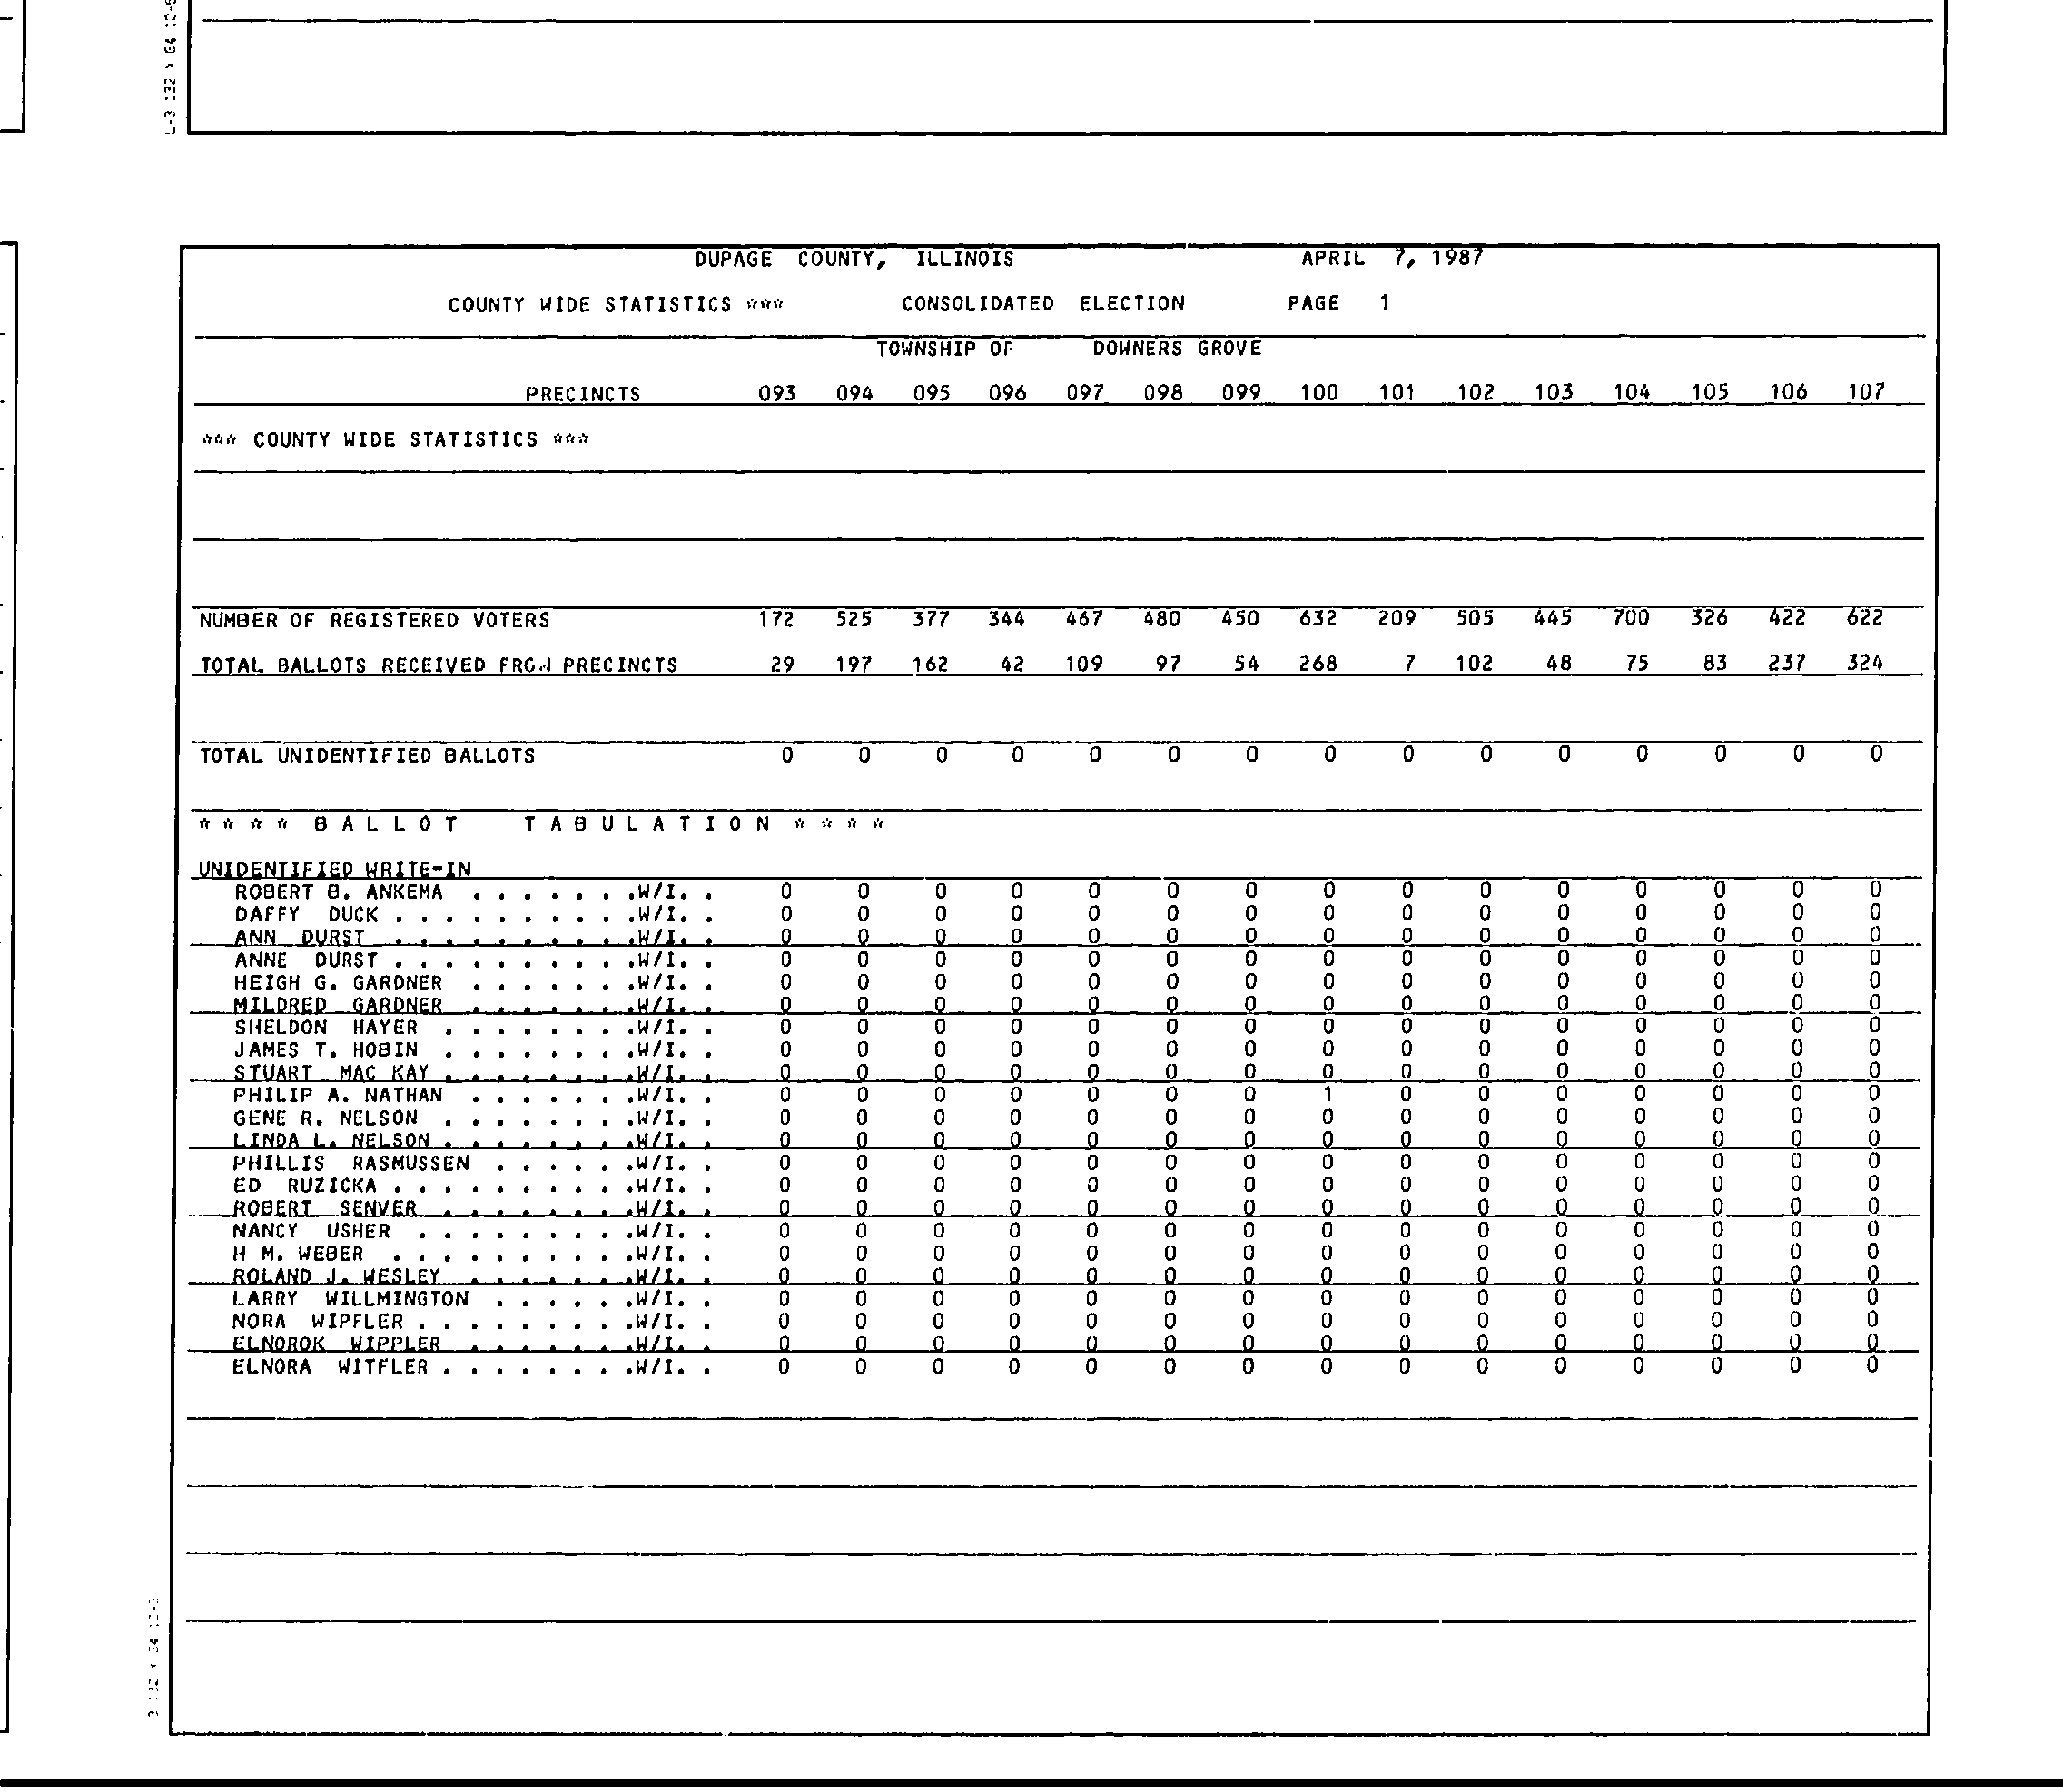 L-3 132 x 64 10-6
DUPAGE COUNTY, ILLINOIS APRIL 7, 1987
COUNTY WIDE STATISTICS *** CONSOLIDATED ELECTION PAGE 1
TOWNSHIP OF DOWNERS GROVE
PRECINCTS 093 094 095 096 097 098 099 100 101 102 103 104 105 106 107
*** COUNTY WIDE STATISTICS ***
NUMBER OF REGISTERED VOTERS 172 525 377 344 467 480 450 632 209 505 445 700 326 422 622
TOTAL BALLOTS RECEIVED FROM PRECINCTS 29 197 162 42 109 97 54 268 7 102 48 75 83 237 324
TOTAL UNIDENTIFIED BALLOTS 0 0 0 0 0 0 0 0 0 0 0 0 0 0 0
* * * * B A L L O T T A B U L A T I O N * * * *
UNIDENTIFIED WRITE-IN
ROBERT B. ANKEMA . . . . . . .W/I. . 0 0 0 0 0 0 0 0 0 0 0 0 0 0 0
DAFFY DUCK . . . . . . . . . .W/I. . 0 0 0 0 0 0 0 0 0 0 0 0 0 0 0
ANN DURST . . . . . . . . . .W/I. . 0 0 0 0 0 0 0 0 0 0 0 0 0 0 0
ANNE DURST . . . . . . . . . .W/I. . 0 0 0 0 0 0 0 0 0 0 0 0 0 0 0
HEIGH G. GARDNER . . . . . . .W/I. . 0 0 0 0 0 0 0 0 0 0 0 0 0 0 0
MILDRED GARDNER . . . . . . .W/I. . 0 0 0 0 0 0 0 0 0 0 0 0 0 0 0
SHELDON HAYER . . . . . . . .W/I. . 0 0 0 0 0 0 0 0 0 0 0 0 0 0 0
JAMES T. HOBIN . . . . . . . .W/I. . 0 0 0 0 0 0 0 0 0 0 0 0 0 0 0
STUART MAC KAY . . . . . . . .W/I. . 0 0 0 0 0 0 0 0 0 0 0 0 0 0 0
PHILIP A. NATHAN . . . . . . .W/I. . 0 0 0 0 0 0 0 1 0 0 0 0 0 0 0
GENE R. NELSON . . . . . . . .W/I. . 0 0 0 0 0 0 0 0 0 0 0 0 0 0 0
LINDA L. NELSON . . . . . . . .W/I. . 0 0 0 0 0 0 0 0 0 0 0 0 0 0 0
PHILLIS RASMUSSEN . . . . . .W/I. . 0 0 0 0 0 0 0 0 0 0 0 0 0 0 0
ED RUZICKA . . . . . . . . . .W/I. . 0 0 0 0 0 0 0 0 0 0 0 0 0 0 0
ROBERT SENVER . . . . . . . .W/I. . 0 0 0 0 0 0 0 0 0 0 0 0 0 0 0
NANCY USHER . . . . . . . . .W/I. . 0 0 0 0 0 0 0 0 0 0 0 0 0 0 0
H M. WEBER . . . . . . . . . .W/I. . 0 0 0 0 0 0 0 0 0 0 0 0 0 0 0
ROLAND J. WESLEY . . . . . . .W/I. . 0 0 0 0 0 0 0 0 0 0 0 0 0 0 0
LARRY WILLMINGTON . . . . . .W/I. . 0 0 0 0 0 0 0 0 0 0 0 0 0 0 0
NORA WIPFLER . . . . . . . . .W/I. . 0 0 0 0 0 0 0 0 0 0 0 0 0 0 0
ELNOROK WIPPLER . . . . . . .W/I. . 0 0 0 0 0 0 0 0 0 0 0 0 0 0 0
ELNORA WITFLER . . . . . . . .W/I. . 0 0 0 0 0 0 0 0 0 0 0 0 0 0 0